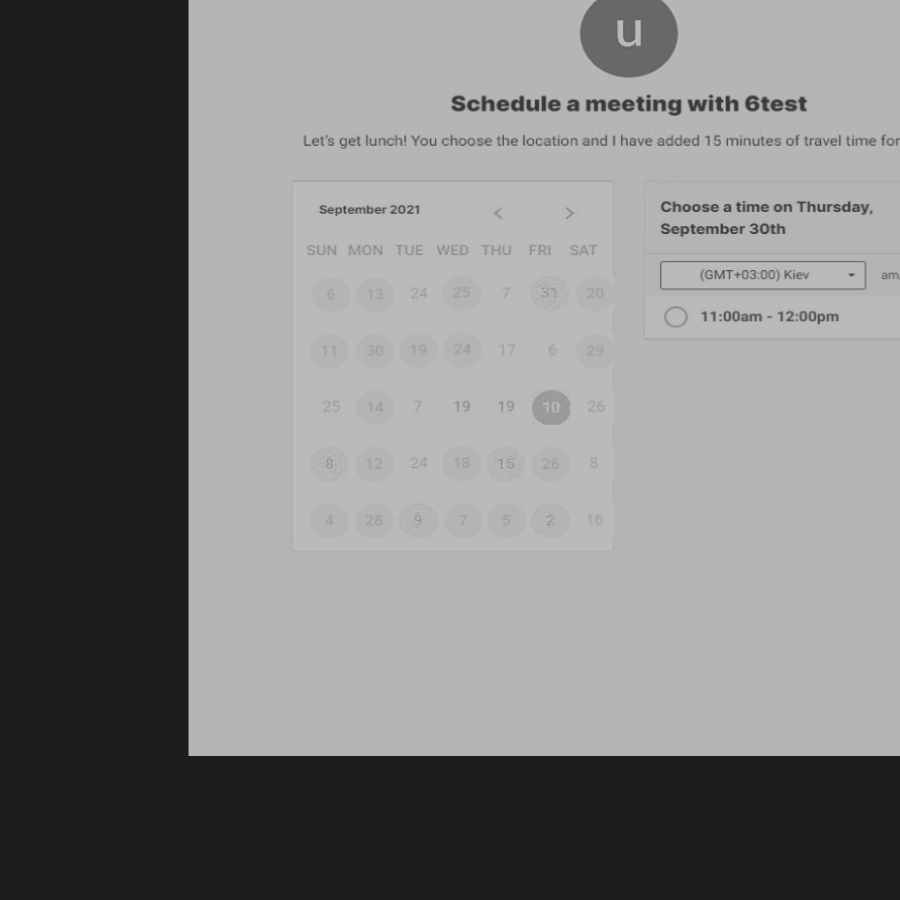 u
Schedule a meeting with 6test
Let's get lunch! You choose the location and I have added 15 minutes of travel time for
September 2021 < >
SUN MON TUE WED THU FRI SAT
6 13 24 25 7 31 20
11 30 19 24 17 6 29
25 14 7 19 19 10 26
8 12 24 18 15 26 8
4 28 9 7 5 2 16
Choose a time on Thursday,
September 30th
(GMT+03:00) Kiev
am
11:00am - 12:00pm